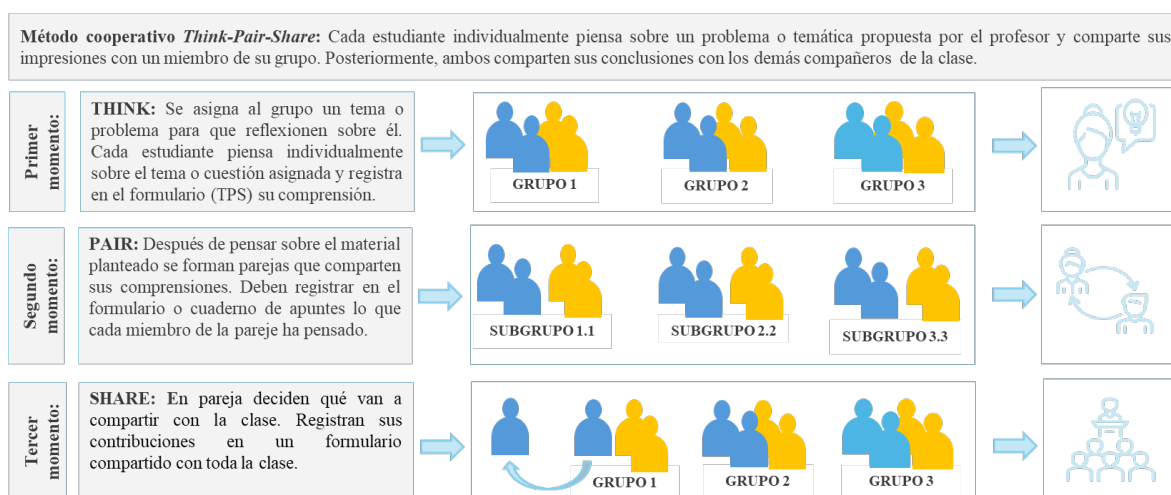 Método cooperativo Think-Pair-Share: Cada estudiante individualmente piensa sobre un problema o temática propuesta por el profesor y comparte sus
impresiones con un miembro de su grupo. Posteriormente, ambos comparten sus conclusiones con los demás compañeros de la clase.
Primer
momento:
THINK: Se asigna al grupo un tema o
problema para que reflexionen sobre él.
Cada estudiante piensa individualmente
sobre el tema o cuestión asignada y registra
en el formulario (TPS) su comprensión.
GRUPO 1
GRUPO 2
GRUPO 3
Segundo
momento:
PAIR: Después de pensar sobre el material
planteado se forman parejas que comparten
sus comprensiones. Deben registrar en el
formulario o cuaderno de apuntes lo que
cada miembro de la pareje ha pensado.
SUBGRUPO 1.1
SUBGRUPO 2.2
SUBGRUPO 3.3
Tercer
momento:
SHARE: En pareja deciden qué van a
compartir con la clase. Registran sus
contribuciones en un formulario
compartido con toda la clase.
GRUPO 1
GRUPO 2
GRUPO 3